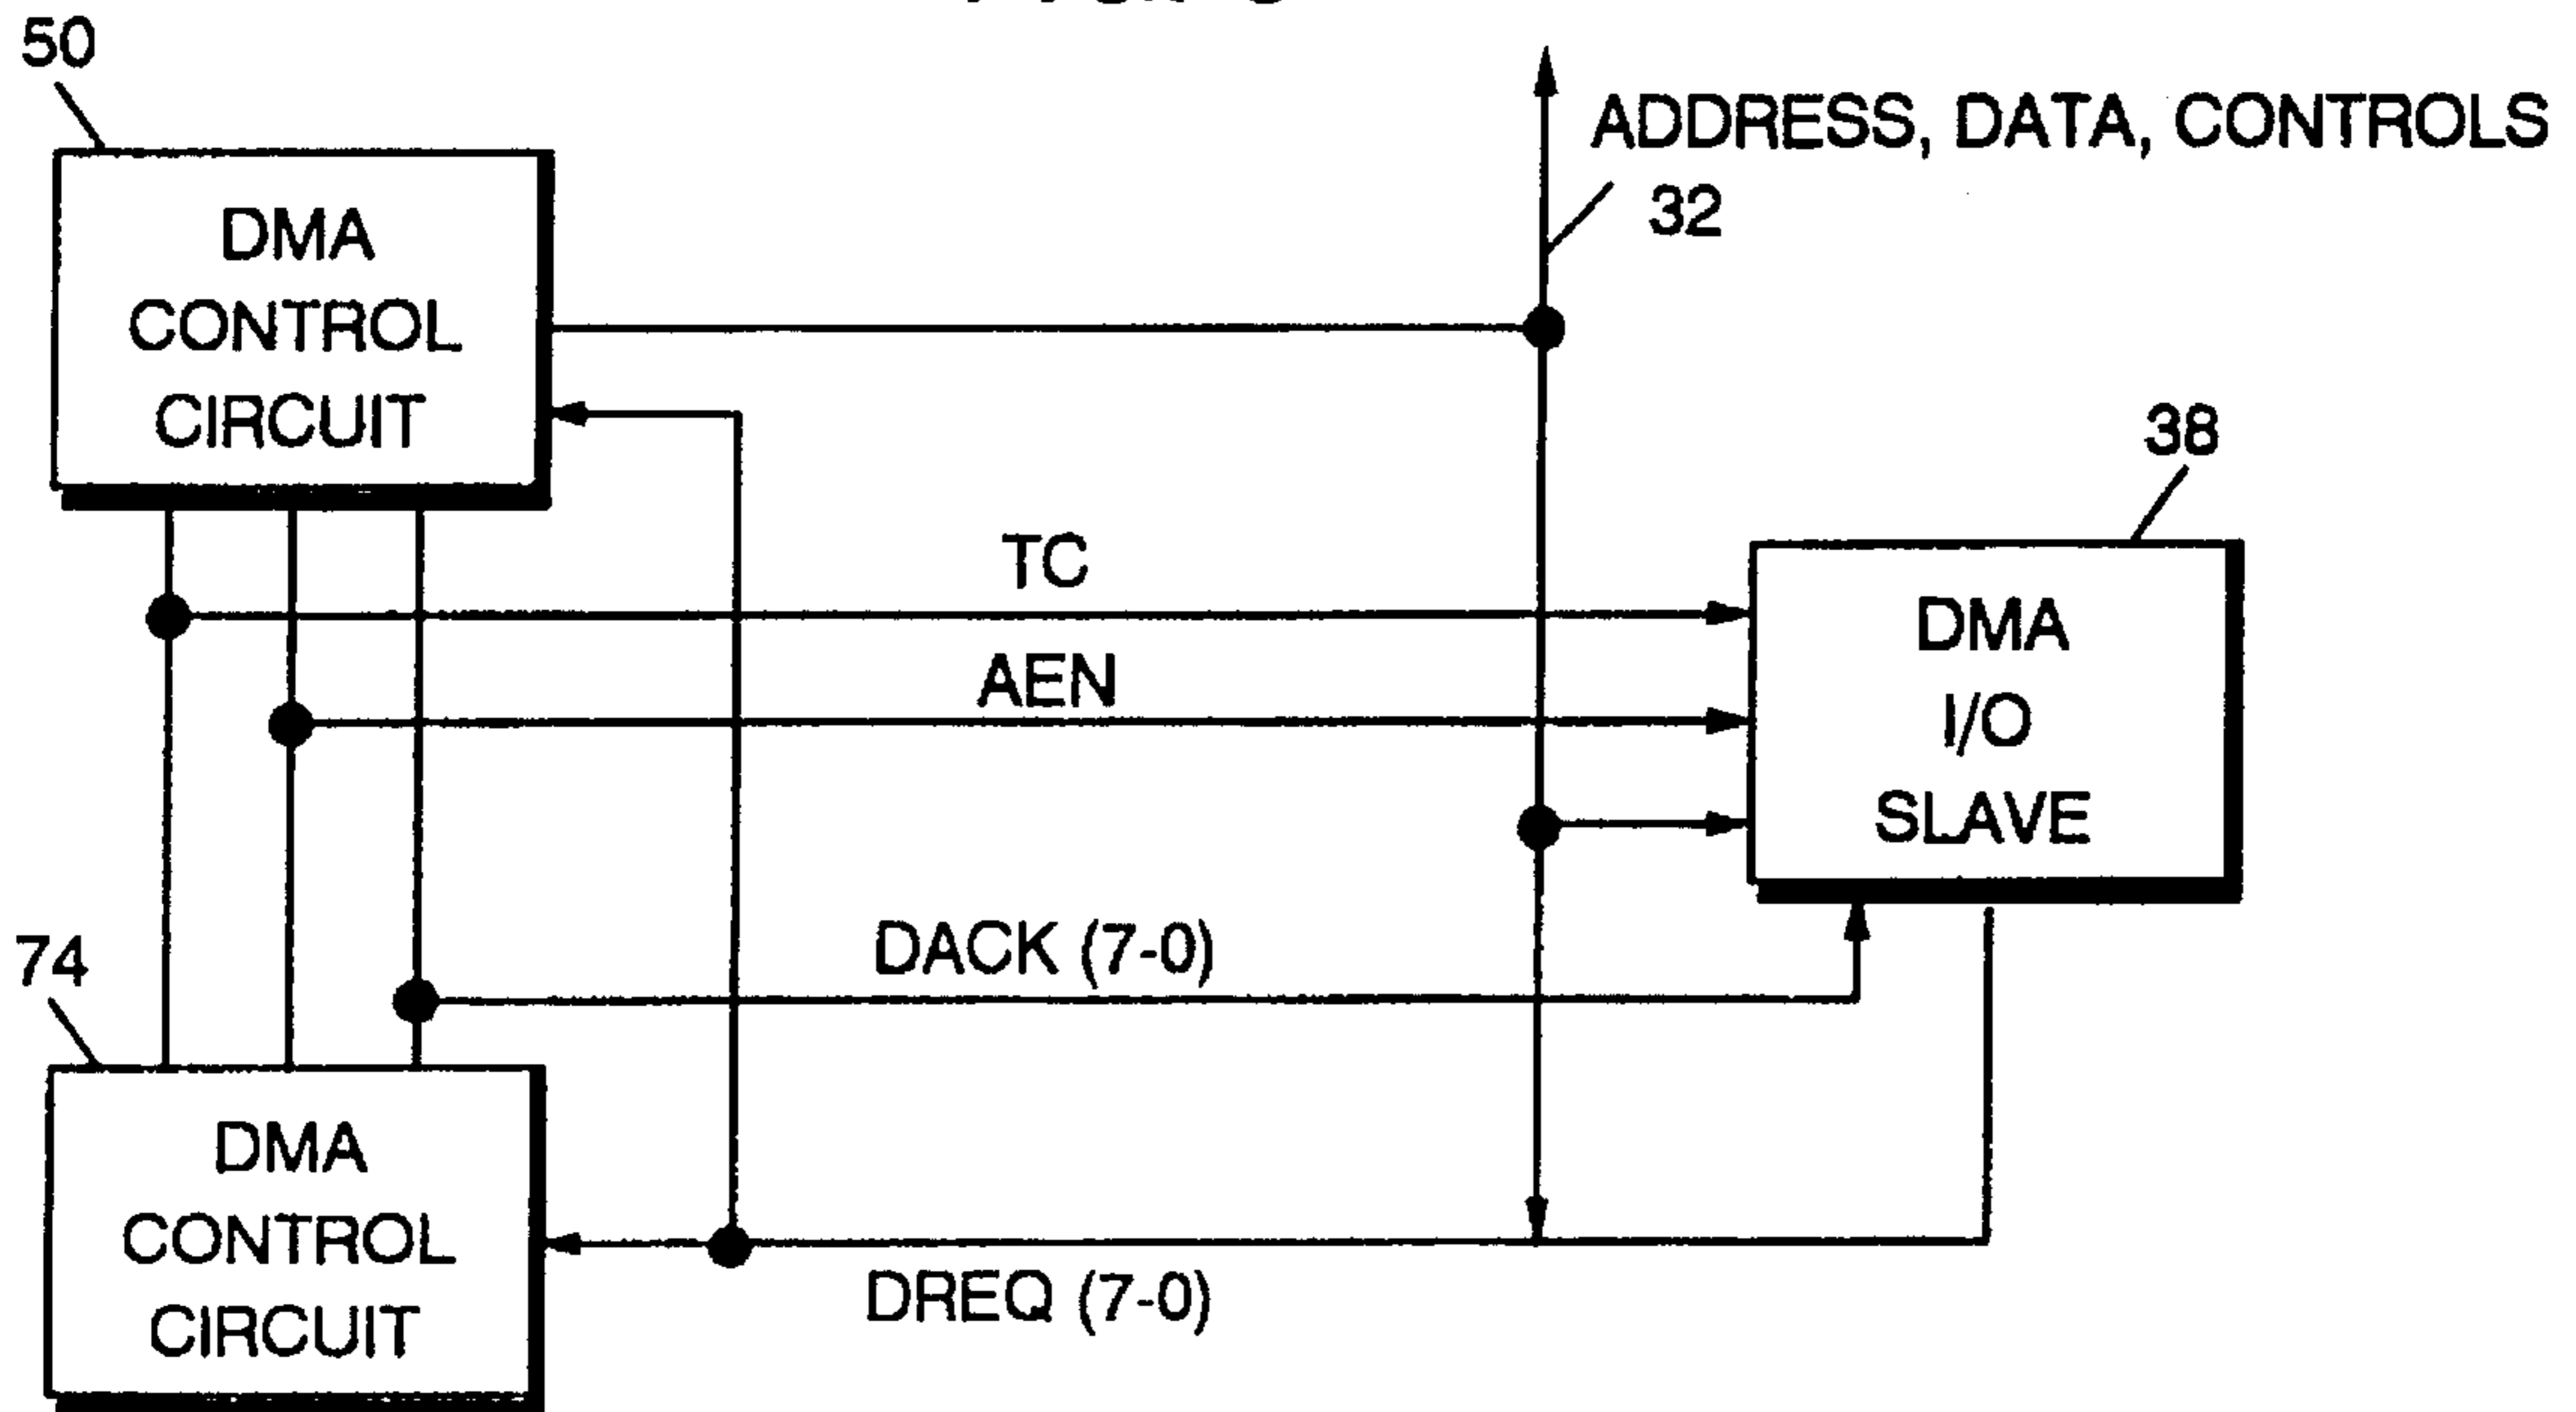 50
ADDRESS, DATA, CONTROLS
32
DMA
CONTROL
CIRCUIT
38
TC
DMA
I/O
SLAVE
AEN
DACK (7-0)
74
DMA
CONTROL
CIRCUIT
DREQ (7-0)